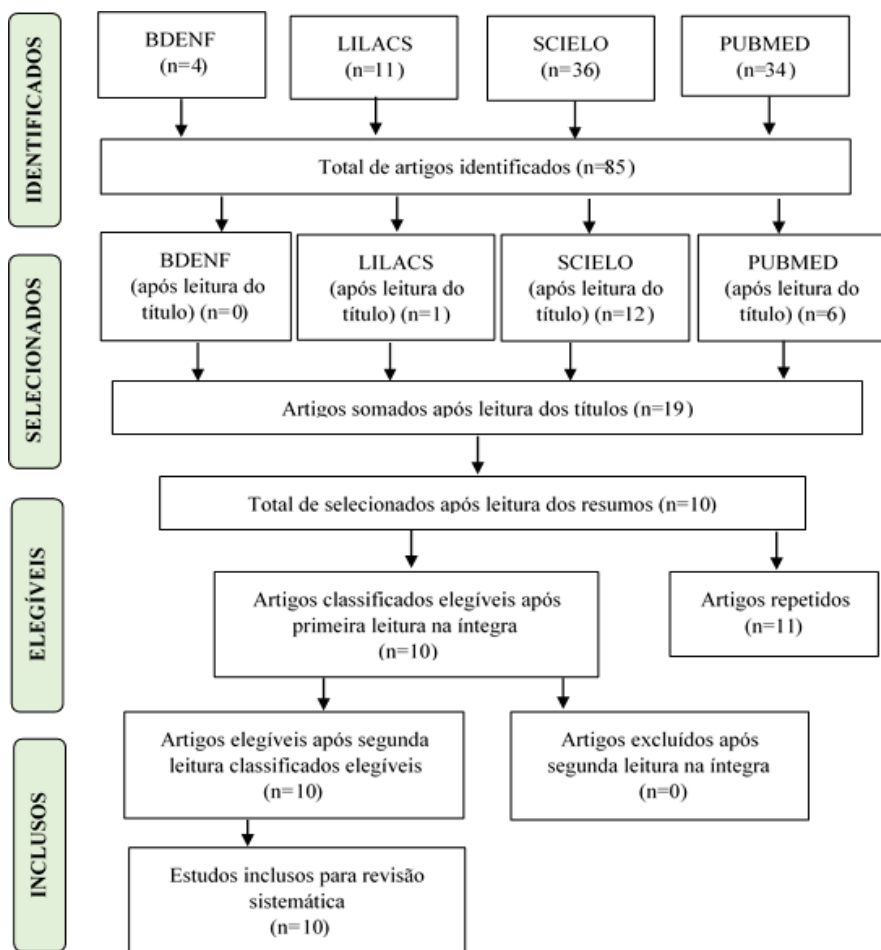 IDENTIFICADOS
BDENF
(n=4)
LILACS
(n=11)
SCIELO
(n=36)
PUBMED
(n=34)
Total de artigos identificados (n=85)
SELECIONADOS
BDENF
(após leitura do
título) (n=0)
LILACS
(após leitura do
título) (n=1)
SCIELO
(após leitura do
título) (n=12)
PUBMED
(após leitura do
título) (n=6)
Artigos somados após leitura dos títulos (n=19)
Total de selecionados após leitura dos resumos (n=10)
ELEGÍVEIS
Artigos classificados elegíveis após
primeira leitura na íntegra
(n=10)
Artigos repetidos
(n=11)
INCLUSOS
Artigos elegíveis após segunda
leitura classificados elegíveis
(n=10)
Artigos excluídos após
segunda leitura na íntegra
(n=0)
Estudos inclusos para revisão
sistemática
(n=10)